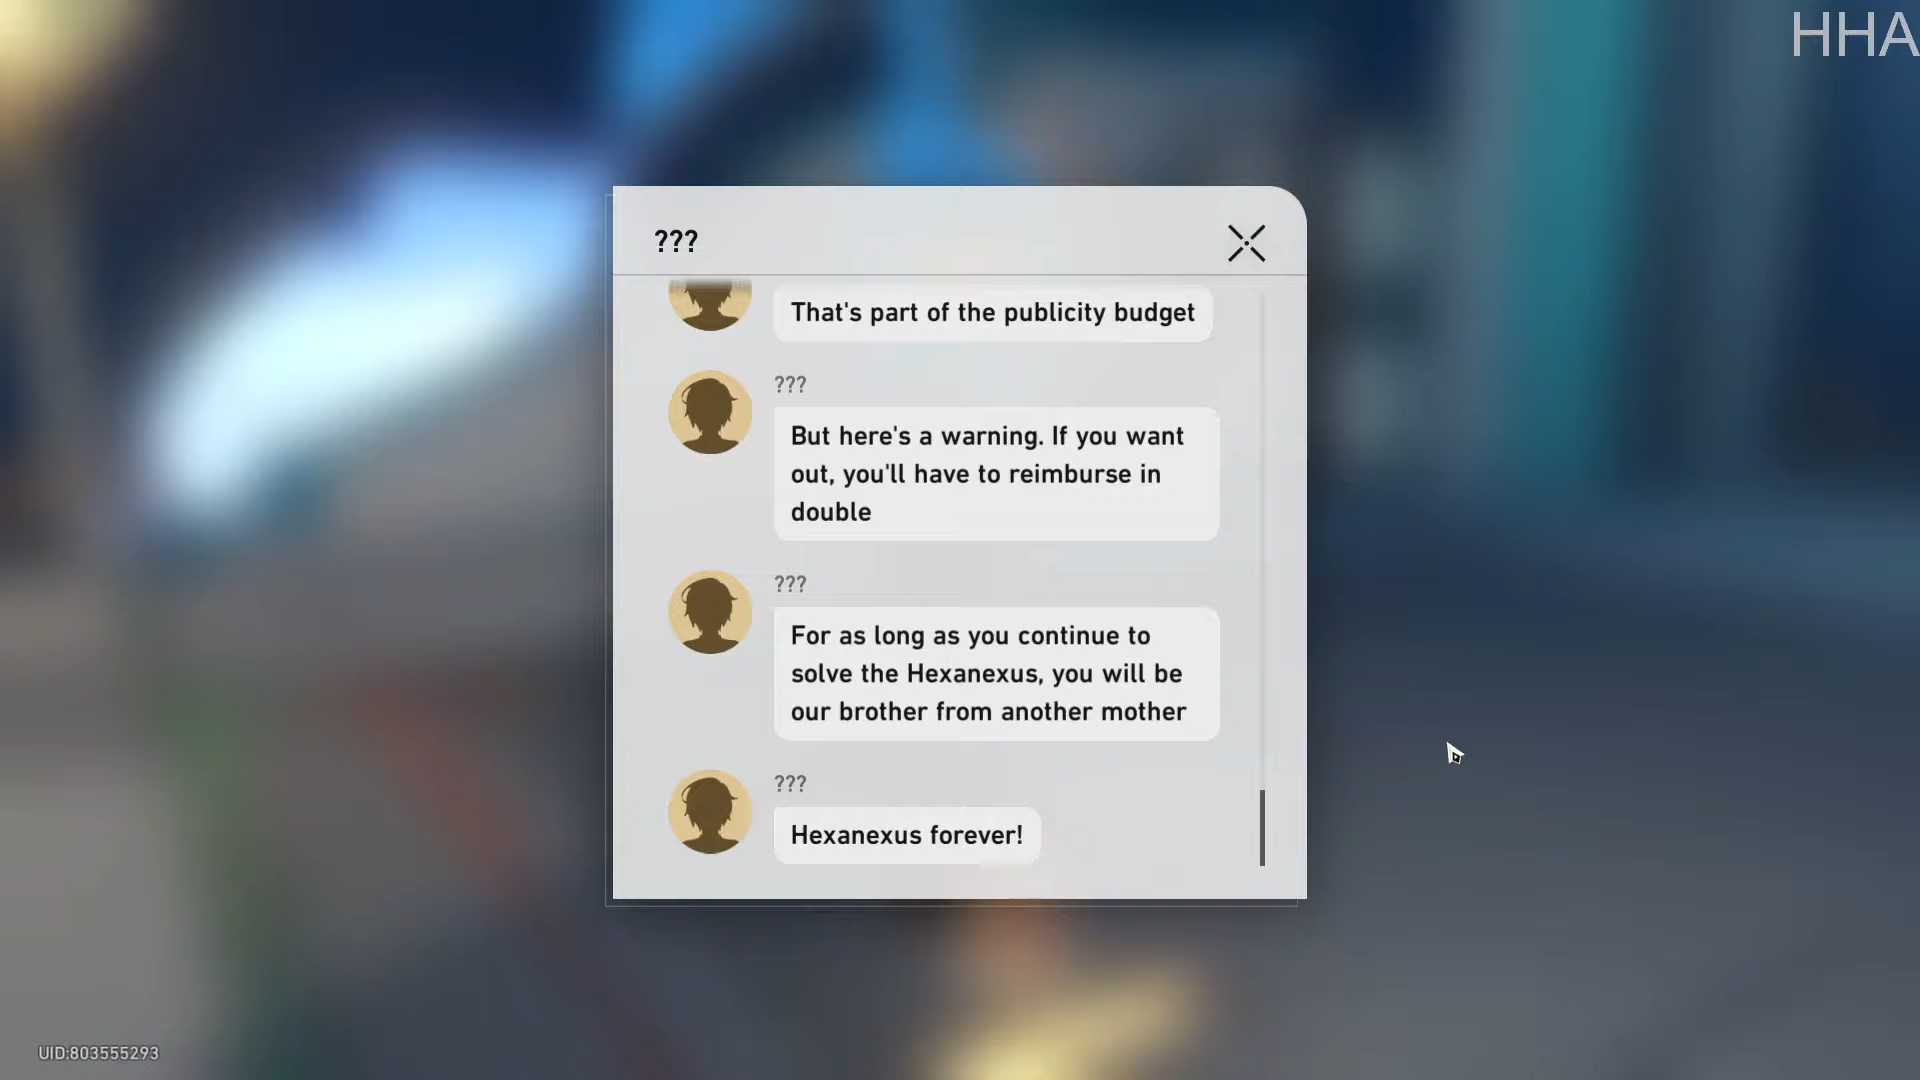 HHA
???
That's part of the publicity budget
???
But here's a warning. If you want
out, you'll have to reimburse in
double
???
For as long as you continue to
solve the Hexanexus, you will be
our brother from another mother
???
Hexanexus forever!
UID:803555293